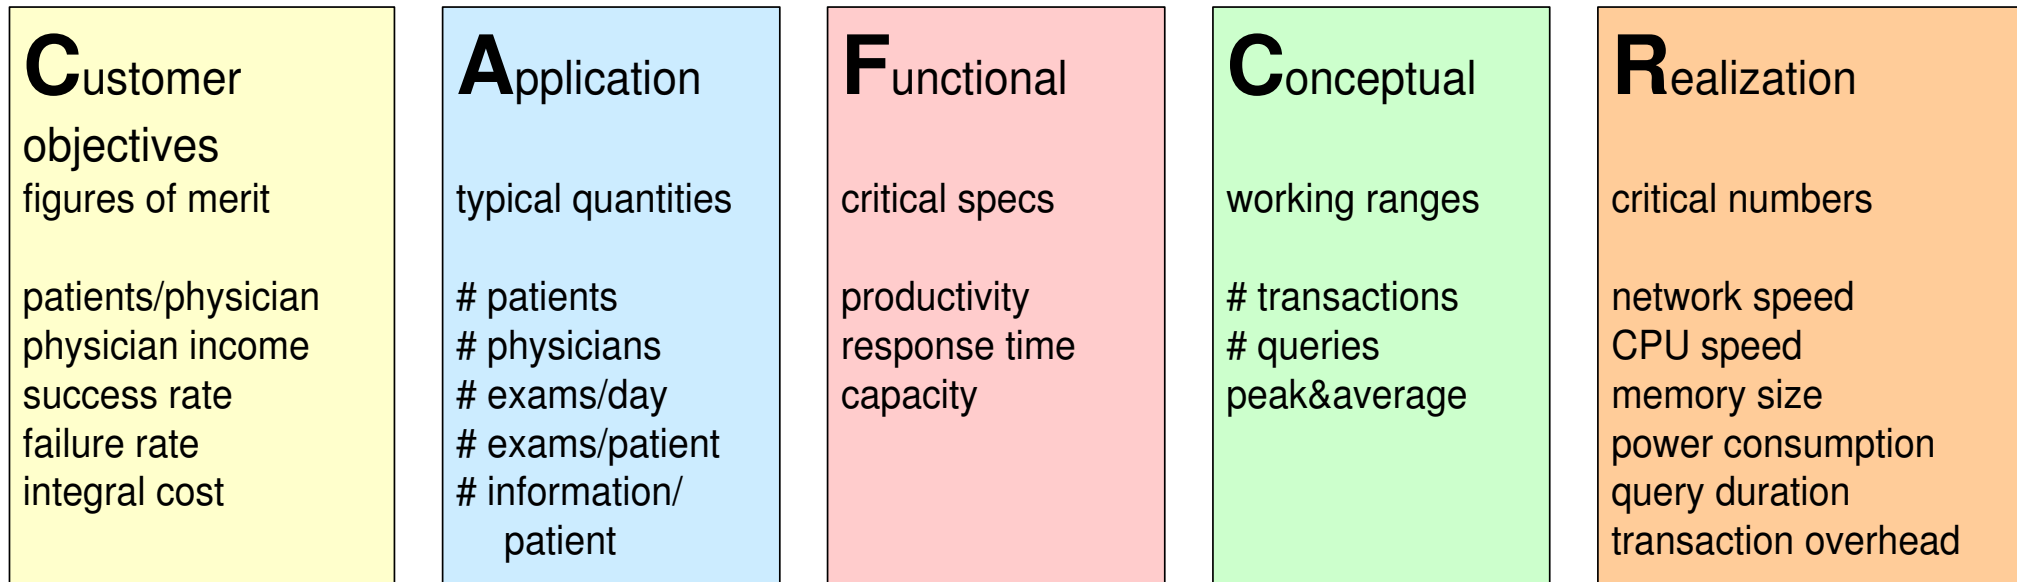 Customer
objectives
figures of merit
patients/physician
physician income
success rate
failure rate
integral cost
Application
typical quantities
# patients
# physicians
# exams/day
# exams/patient
# information/
patient
Functional
critical specs
productivity
response time
capacity
Conceptual
working ranges
# transactions
# queries
peak&average
Realization
critical numbers
network speed
CPU speed
memory size
power consumption
query duration
transaction overhead